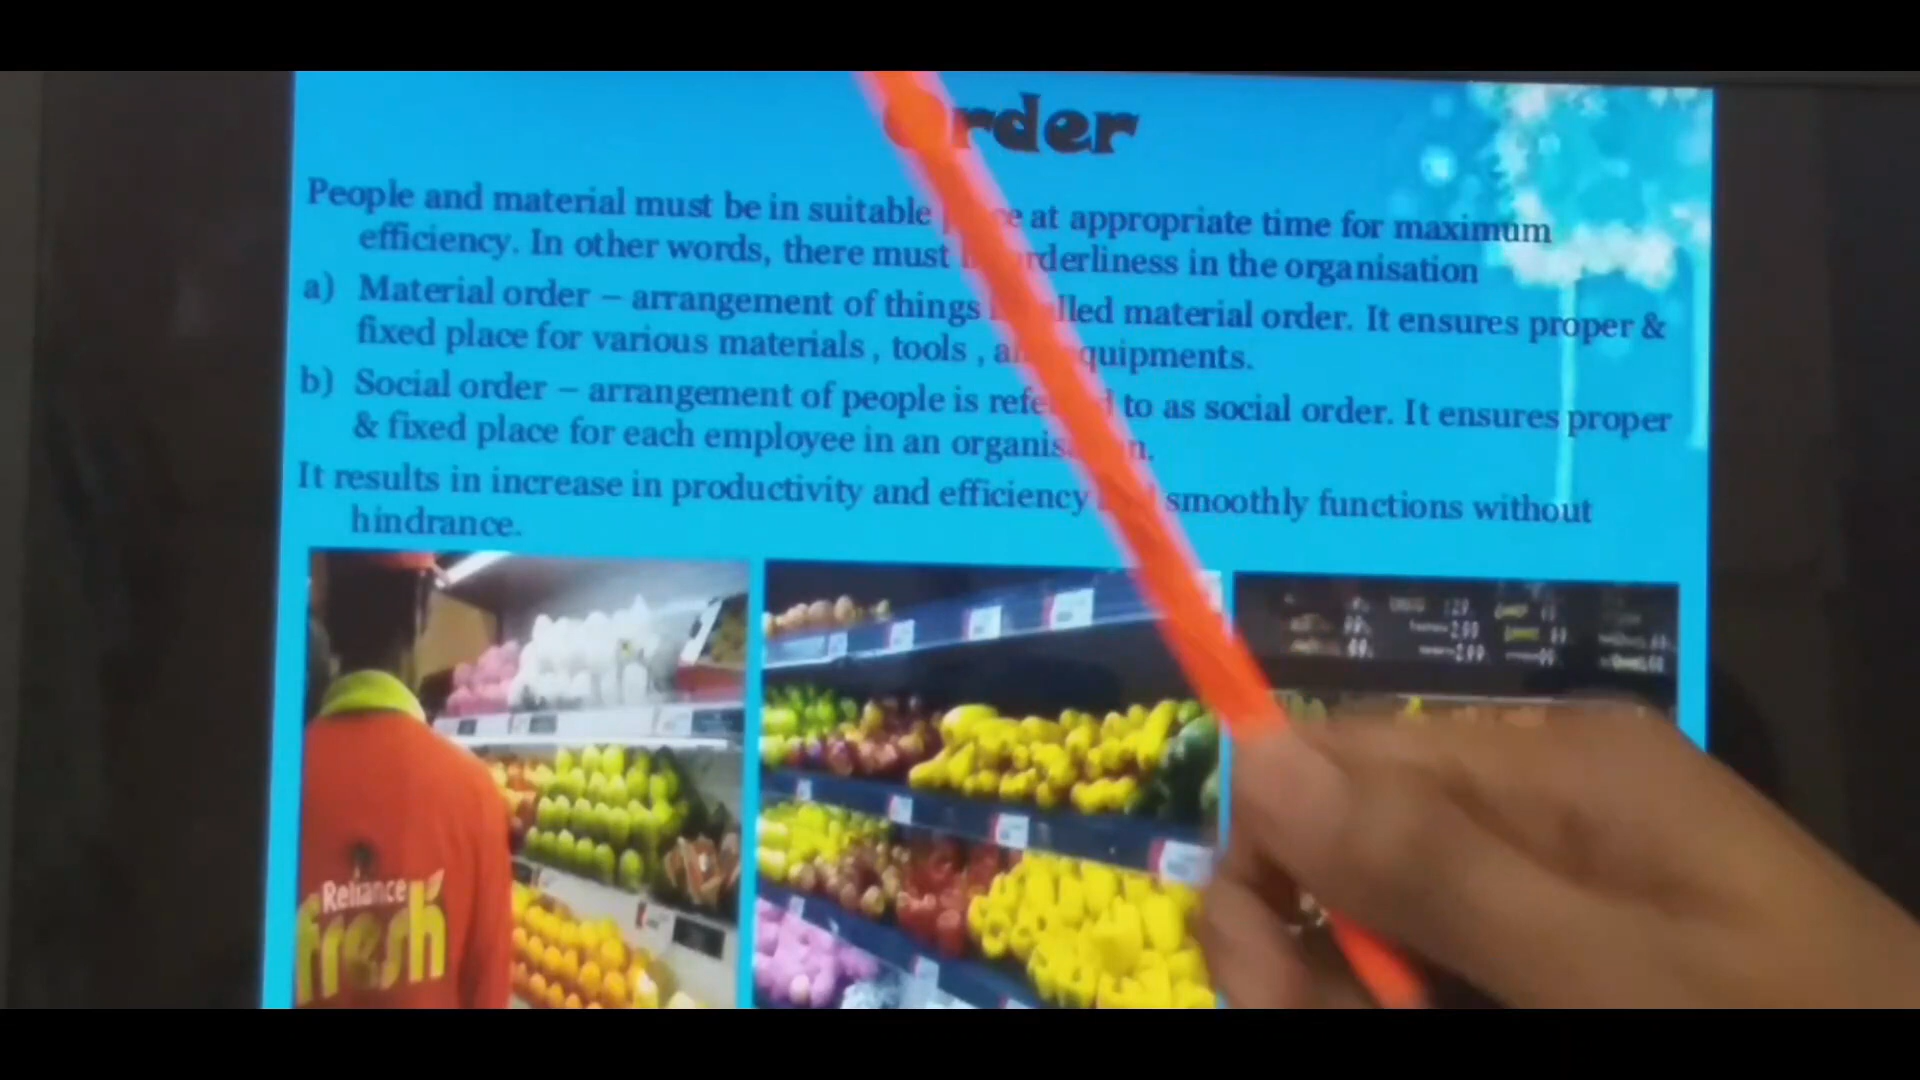 rder
People and material must be in suitable at appropriate time for maximum
efficiency. In other words, there must rderliness in the organisation
a) Material order – arrangement of things lled material order. It ensures proper &
fixed place for various materials , tools , quipments.
b) Social order – arrangement of people is refe to as social order. It ensures proper
& fixed place for each employee in an organis n.
It results in increase in productivity and efficiency smoothly functions without
hindrance.
Reliance
fresh